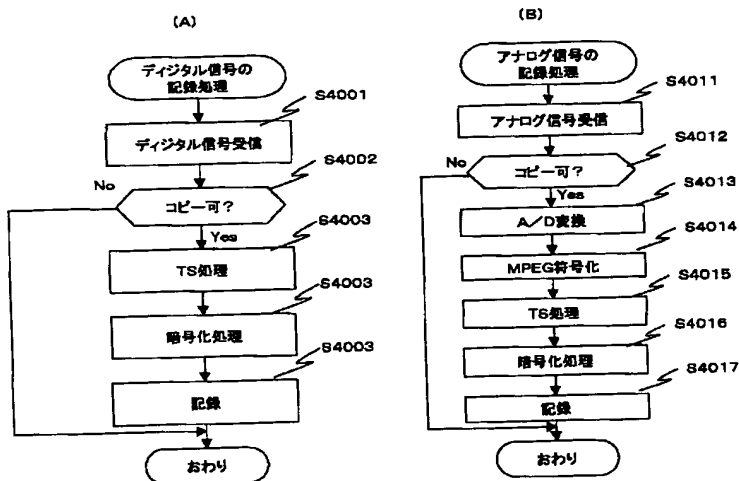 (A)
ディジタル信号の
記録処理
S4001
ディジタル信号受信
S4002
No
コピー可？
Yes
S4003
TS処理
S4003
暗号化処理
S4003
記録
おわり
(B)
アナログ信号の
記録処理
S4011
アナログ信号受信
S4012
No
コピー可？
Yes
S4013
A／D変換
S4014
MPEG符号化
S4015
TS処理
S4016
暗号化処理
S4017
記録
おわり